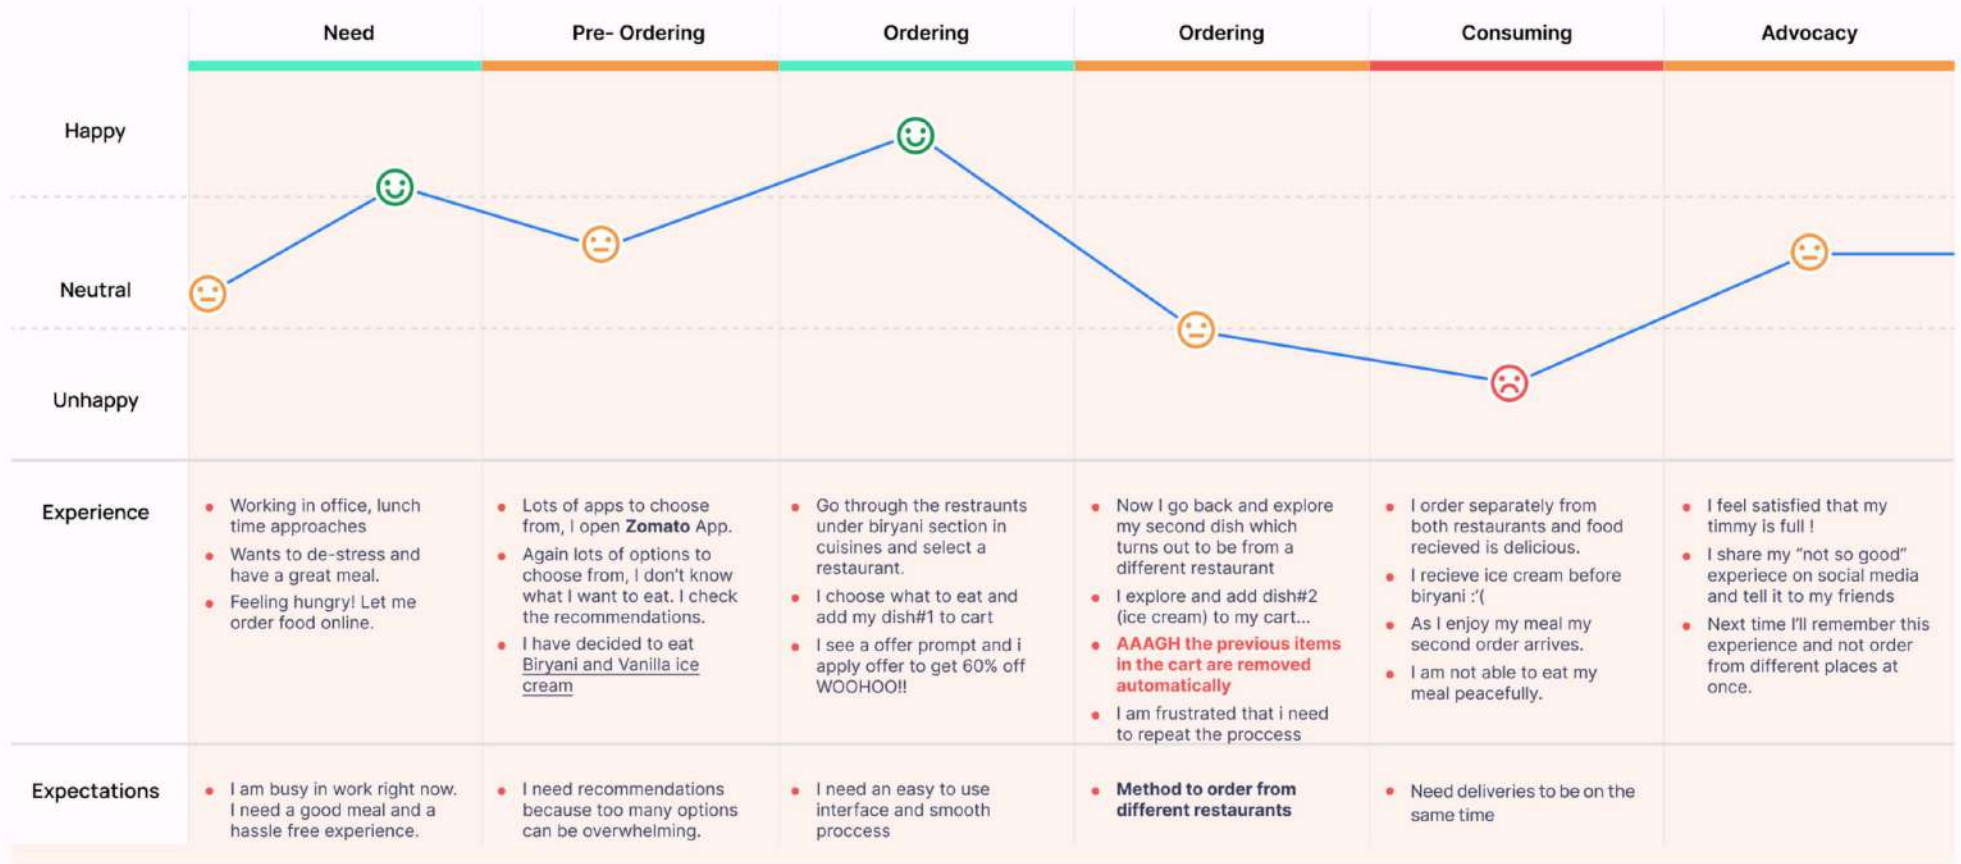 Need
Pre- Ordering
Ordering
Ordering
Consuming
Advocacy
Happy
Neutral
Unhappy
Experience
Working in office, lunch
time approaches
Wants to de-stress and
have a great meal.
Feeling hungry! Let me
order food online.
Lots of apps to choose
from, I open Zomato App.
Again lots of options to
choose from, I don't know
what I want to eat. I check
the recommendations.
I have decided to eat
Biryani and Vanilla ice
cream
Go through the restraunts
under biryani section in
cuisines and select a
restaurant.
I choose what to eat and
add my dish#1 to cart
I see a offer prompt and i
apply offer to get 60% off
WOOHOO!!
Now I go back and explore
my second dish which
turns out to be from a
different restaurant
I explore and add dish#2
(ice cream) to my cart...
AAAGH the previous items
in the cart are removed
automatically
I am frustrated that i need
to repeat the proccess
I order separately from
both restaurants and food
recieved is delicious.
I recieve ice cream before
biryani :'(
As I enjoy my meal my
second order arrives.
I am not able to eat my
meal peacefully.
I feel satisfied that my
timmy is full !
I share my “not so good”
experiece on social media
and tell it to my friends
Next time I'll remember this
experience and not order
from different places at
once.
Expectations
I am busy in work right now.
I need a good meal and a
hassle free experience.
I need recommendations
because too many options
can be overwhelming.
I need an easy to use
interface and smooth
proccess
Method to order from
different restaurants
Need deliveries to be on the
same time